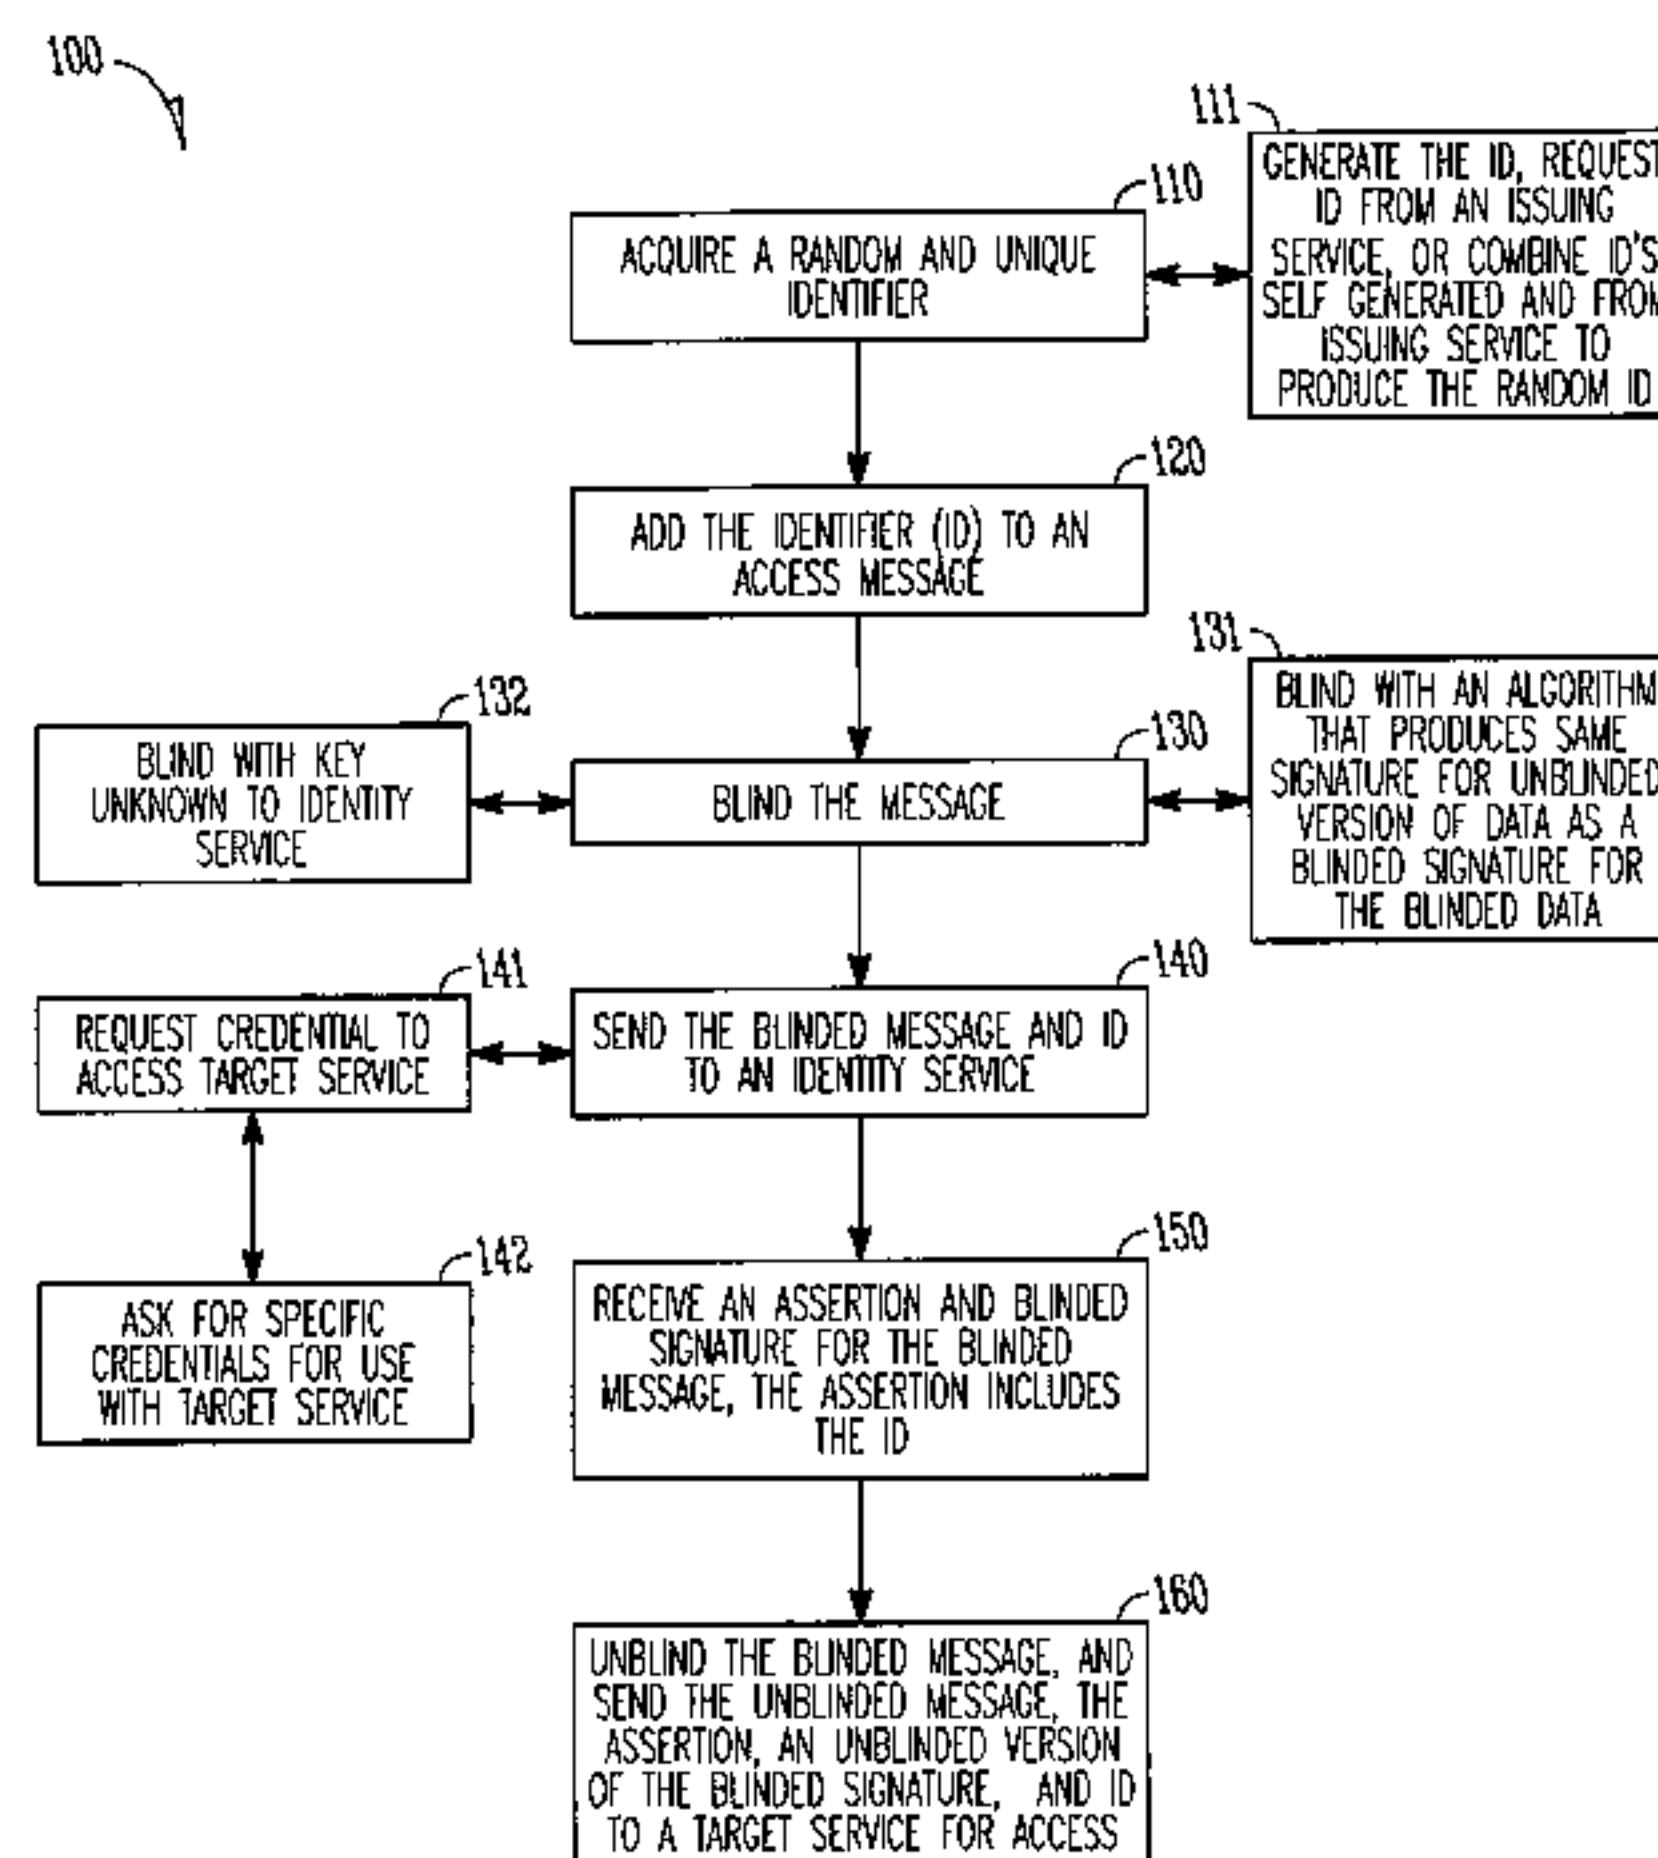 100
111
GENERATE THE ID, REQUEST
ID FROM AN ISSUING
SERVICE, OR COMBINE ID'S
SELF GENERATED AND FROM
ISSUING SERVICE TO
PRODUCE THE RANDOM ID
110
ACQUIRE A RANDOM AND UNIQUE
IDENTIFIER
120
ADD THE IDENTIFIER (ID) TO AN
ACCESS MESSAGE
131
BLIND WITH AN ALGORITHM
THAT PRODUCES SAME
SIGNATURE FOR UNBLINDED
VERSION OF DATA AS A
BLINDED SIGNATURE FOR
THE BLINDED DATA
132
BLIND WITH KEY
UNKNOWN TO IDENTITY
SERVICE
130
BLIND THE MESSAGE
141
REQUEST CREDENTIAL TO
ACCESS TARGET SERVICE
140
SEND THE BLINDED MESSAGE AND ID
TO AN IDENTITY SERVICE
142
ASK FOR SPECIFIC
CREDENTIALS FOR USE
WITH TARGET SERVICE
150
RECEIVE AN ASSERTION AND BLINDED
SIGNATURE FOR THE BLINDED
MESSAGE, THE ASSERTION INCLUDES
THE ID
160
UNBLIND THE BLINDED MESSAGE, AND
SEND THE UNBLINDED MESSAGE, THE
ASSERTION, AN UNBLINDED VERSION
OF THE BLINDED SIGNATURE, AND ID
TO A TARGET SERVICE FOR ACCESS